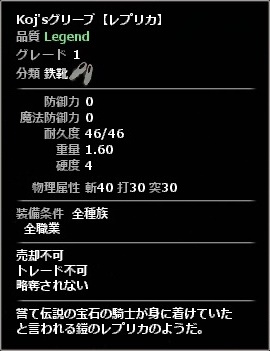 Koj'sグリーブ【レプリカ】
品質 Legend
グレード 1
分類 鉄靴
防御力 0
魔法防御力 0
耐久度 46/46
重量 1.60
硬度 4
物理属性 斬40 打30 突30
装備条件 全種族
全職業
売却不可
トレード不可
略奪されない
嘗て伝説の宝石の騎士が身に着けていた
と言われる鎧のレプリカのようだ。